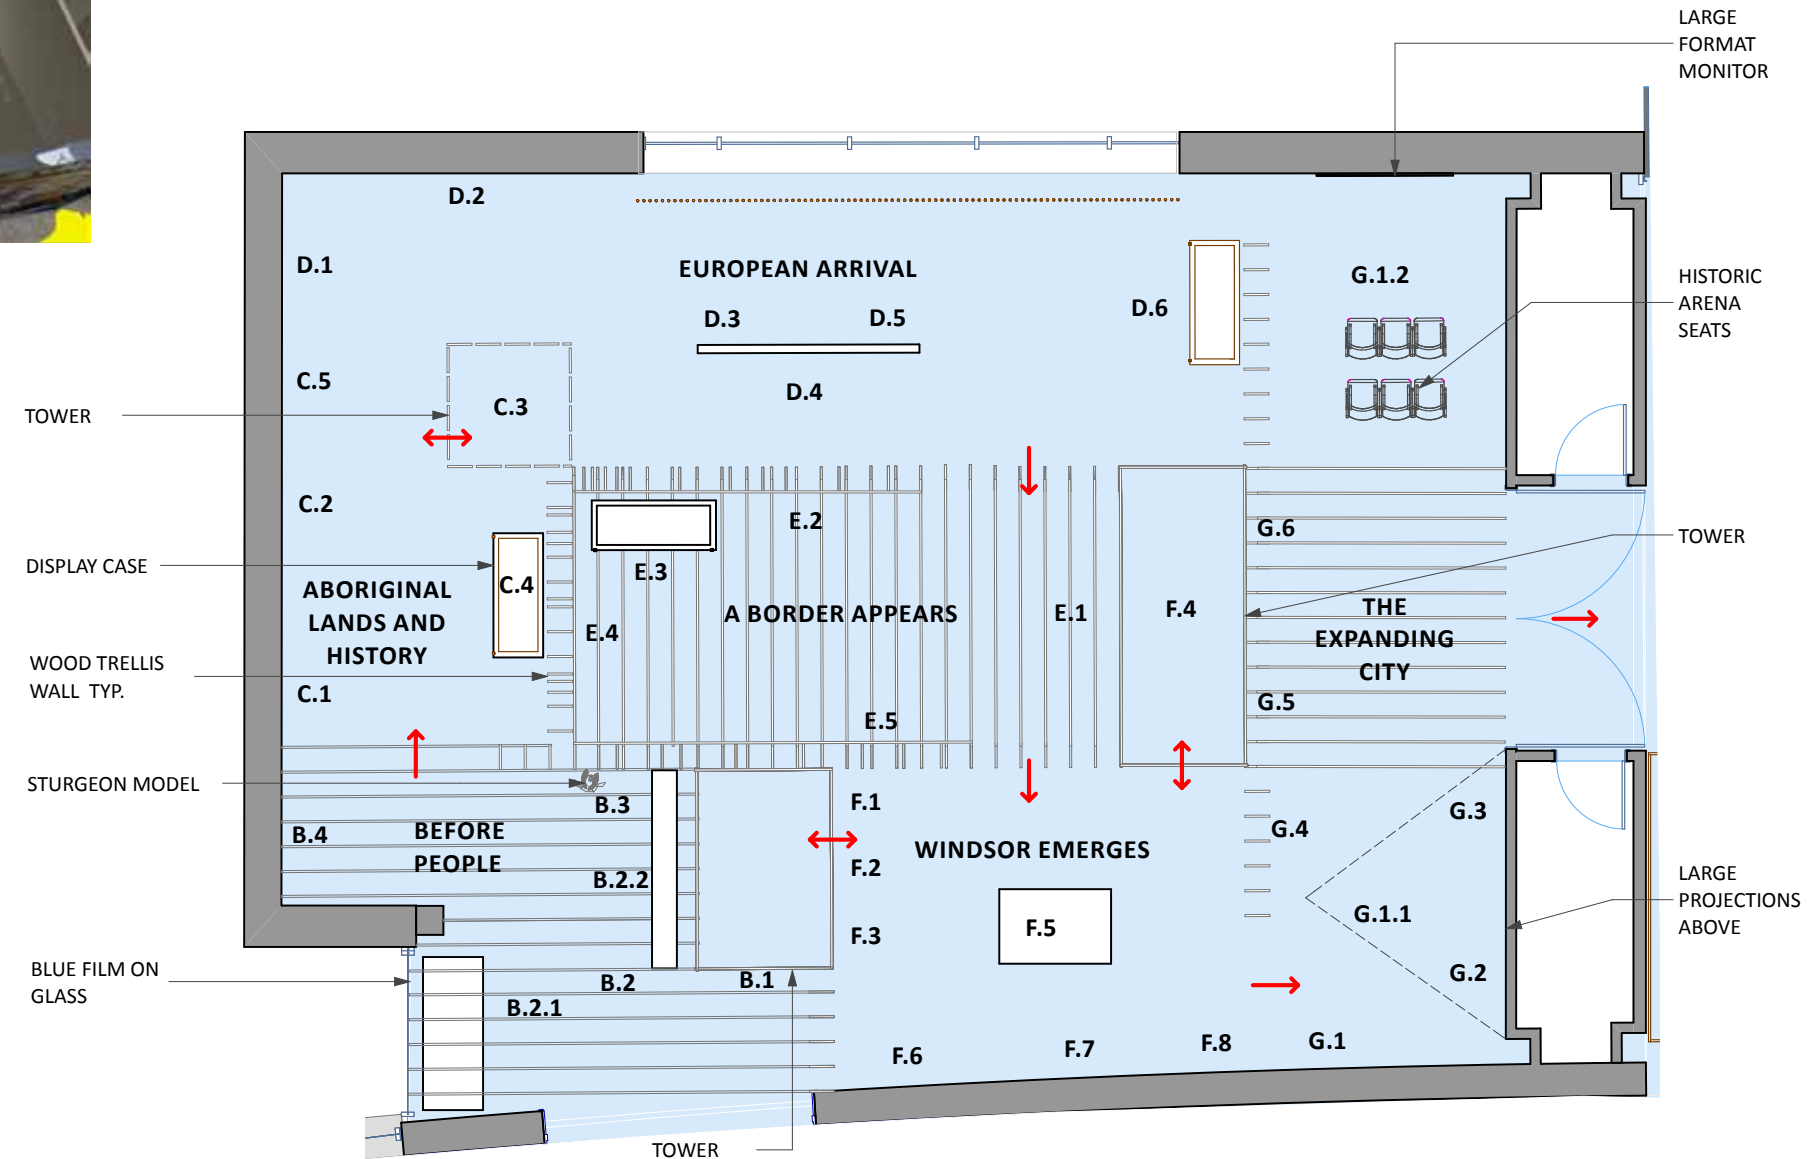 LARGE
FORMAT
MONITOR
D.2
EUROPEAN ARRIVAL
D.1
G.1.2
HISTORIC
ARENA
SEATS
D.3
D.5
D.6
C.5
C.3
D.4
TOWER
C.2
E.2
G.6
TOWER
DISPLAY CASE
C.4
E.3
ABORIGINAL
LANDS AND
HISTORY
A BORDER APPEARS
E.4
E.1
F.4
THE
EXPANDING
CITY
WOOD TRELLIS
WALL TYP.
C.1
E.5
G.5
STURGEON MODEL
B.3
F.1
G.3
B.4
BEFORE
PEOPLE
G.4
WINDSOR EMERGES
B.2.2
F.2
LARGE
PROJECTIONS
ABOVE
G.1.1
F.3
F.5
BLUE FILM ON
GLASS
B.2
B.1
G.2
B.2.1
F.6
F.7
F.8
G.1
TOWER